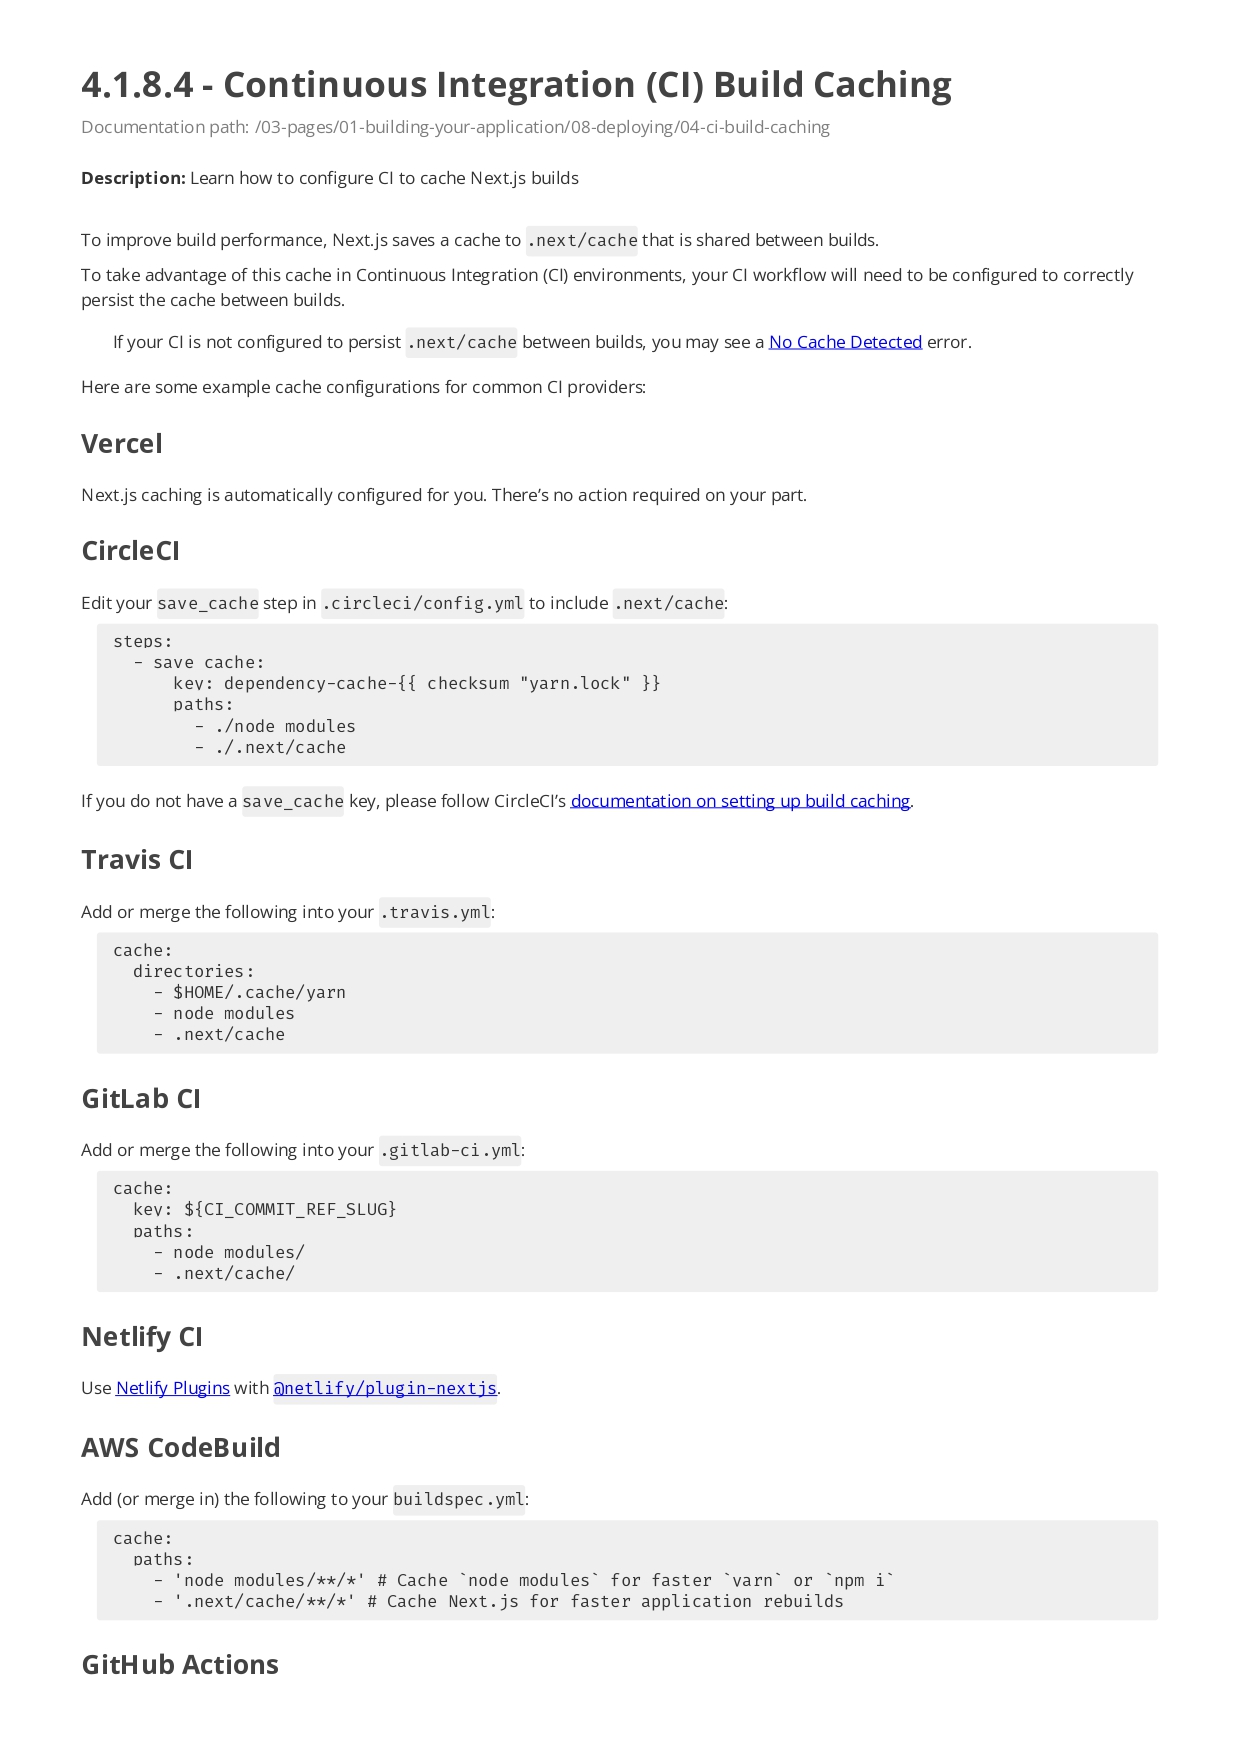 4.1.8.4 - Continuous Integration (CI) Build Caching
Documentation path: /03-pages/01-building-your-application/08-deploying/04-ci-build-caching
Description: Learn how to configure CI to cache Next.js builds
To improve build performance, Next.js saves a cache to .next/cache that is shared between builds.
To take advantage of this cache in Continuous Integration (CI) environments, your CI workflow will need to be configured to correctly
persist the cache between builds.
If your CI is not configured to persist .next/cache between builds, you may see a No Cache Detected error.
Here are some example cache configurations for common CI providers:
Vercel
Next.js caching is automatically configured for you. There’s no action required on your part.
CircleCI
Edit your save_cache step in .circleci/config.yml to include .next/cache:
steps:
  - save_cache:
      key: dependency-cache-{{ checksum "yarn.lock" }}
      paths:
        - ./node_modules
        - ./.next/cache
If you do not have a save_cache key, please follow CircleCI’s documentation on setting up build caching.
Travis CI
Add or merge the following into your .travis.yml:
cache:
  directories:
    - $HOME/.cache/yarn
    - node_modules
    - .next/cache
GitLab CI
Add or merge the following into your .gitlab-ci.yml:
cache:
  key: ${CI_COMMIT_REF_SLUG}
  paths:
    - node_modules/
    - .next/cache/
Netlify CI
Use Netlify Plugins with @netlify/plugin-nextjs.
AWS CodeBuild
Add (or merge in) the following to your buildspec.yml:
cache:
  paths:
    - 'node_modules/**/*' # Cache `node_modules` for faster `yarn` or `npm i`
    - '.next/cache/**/*' # Cache Next.js for faster application rebuilds
GitHub Actions